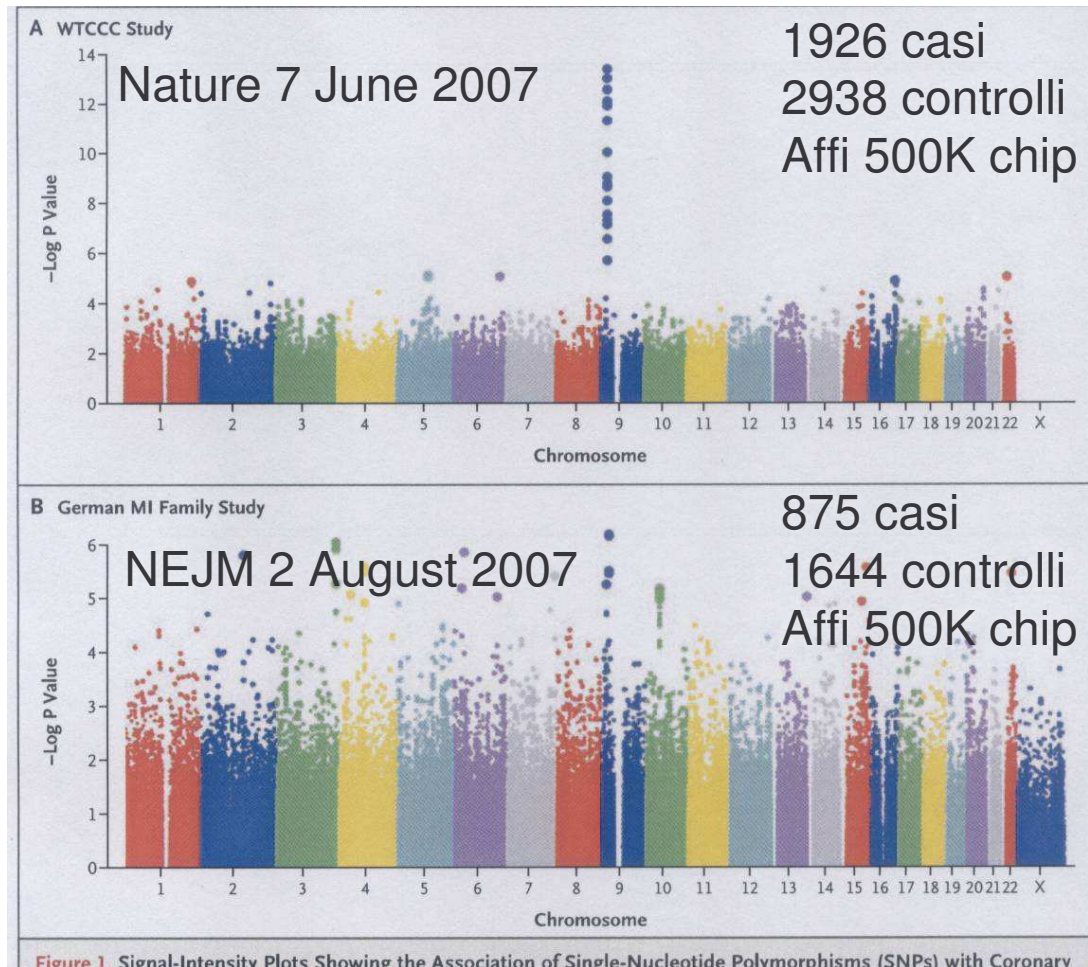 A WTCCC Study
Nature 7 June 2007
1926 casi
2938 controlli
Affi 500K chip
14
12
10
8
6
4
2
0
–Log P Value
1 2 3 4 5 6 7 8 9 10 11 12 13 14 15 16 17 18 19 20 21 22 X
Chromosome
B German MI Family Study
NEJM 2 August 2007
875 casi
1644 controlli
Affi 500K chip
6
5
4
3
2
1
0
–Log P Value
1 2 3 4 5 6 7 8 9 10 11 12 13 14 15 16 17 18 19 20 21 22 X
Chromosome
Figure 1. Signal-Intensity Plots Showing the Association of Single-Nucleotide Polymorphisms (SNPs) with Coronary